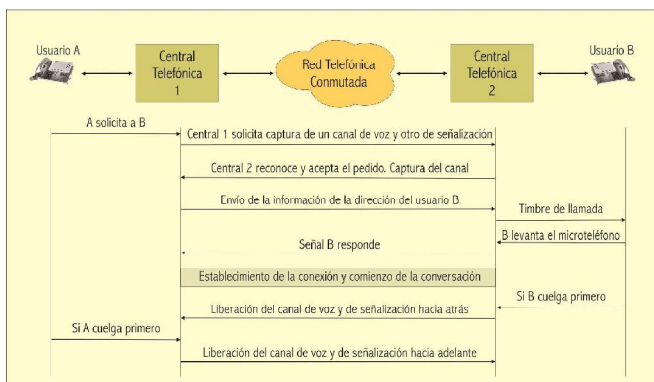 Usuario A
Central
Telefónica
1
Red Telefónica
Conmutada
Central
Telefónica
2
Usuario B
A solicita a B
Central 1 solicita captura de un canal de voz y otro de señalización
Central 2 reconoce y acepta el pedido. Captura del canal
Envío de la información de la dirección del usuario B
Timbre de llamada
B levanta el microteléfono
Señal B responde
Establecimiento de la conexión y comienzo de la conversación
Si B cuelga primero
Liberación del canal de voz y de señalización hacia atrás
Si A cuelga primero
Liberación del canal de voz y de señalización hacia adelante